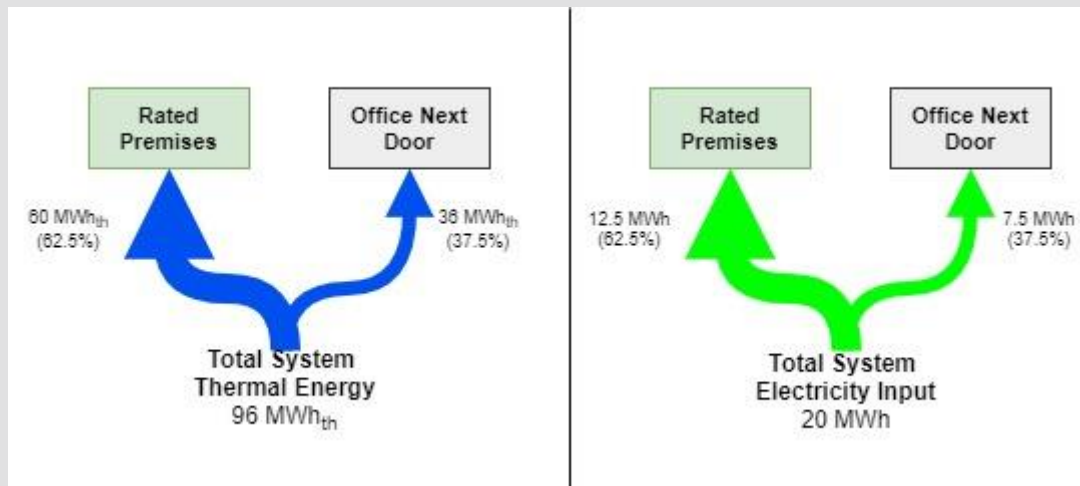 Rated
Premises
Office Next
Door
60 MWhth
(62.5%)
36 MWhth
(37.5%)
Total System
Thermal Energy
96 MWhth
Rated
Premises
Office Next
Door
12.5 MWh
(62.5%)
7.5 MWh
(37.5%)
Total System
Electricity Input
20 MWh